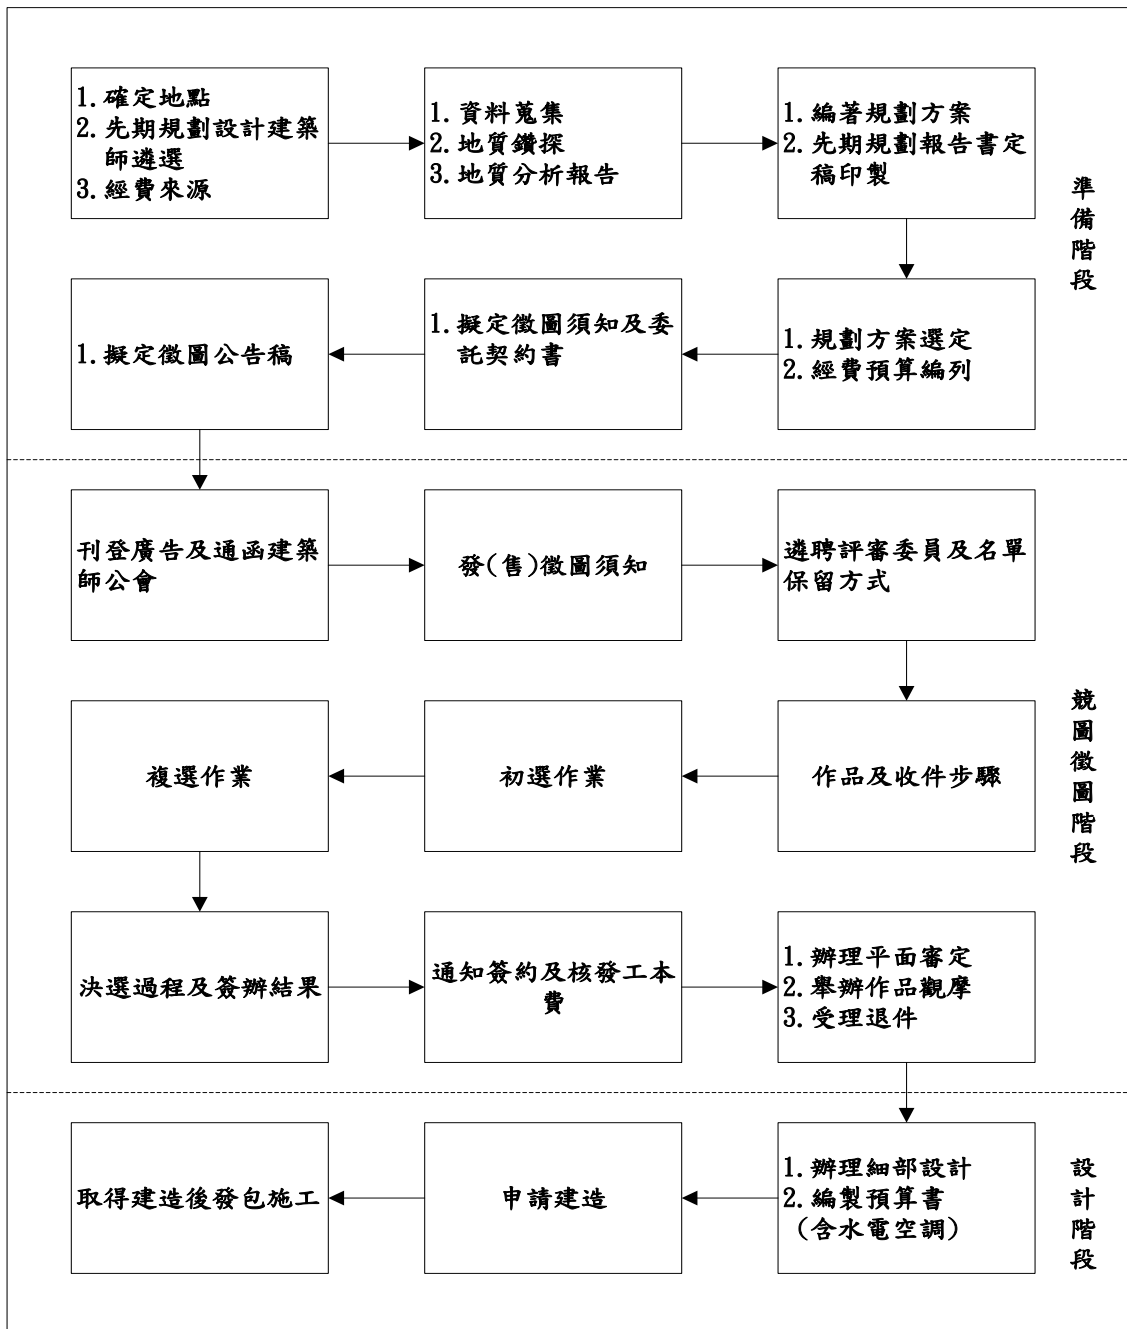 1.確定地點
2.先期規劃設計建築
師遴選
3.經費來源
1.資料蒐集
2.地質鑽探
3.地質分析報告
1.編著規劃方案
2.先期規劃報告書定
稿印製
準備階段
1.規劃方案選定
2.經費預算編列
1.擬定徵圖須知及委
託契約書
1.擬定徵圖公告稿
刊登廣告及通函建築
師公會
發(售)徵圖須知
遴聘評審委員及名單
保留方式
競圖徵圖階段
作品及收件步驟
初選作業
複選作業
決選過程及簽辦結果
通知簽約及核發工本
費
1.辦理平面審定
2.舉辦作品觀摩
3.受理退件
1.辦理細部設計
2.編製預算書
(含水電空調)
設計階段
申請建造
取得建造後發包施工